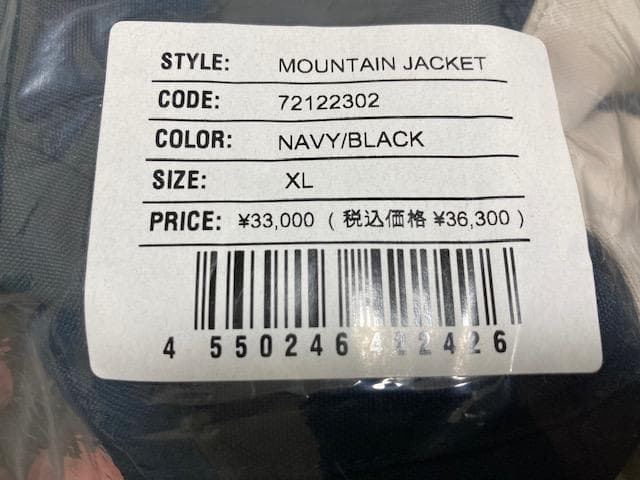 STYLE: MOUNTAIN JACKET
CODE: 72122302
COLOR: NAVY/BLACK
SIZE: XL
PRICE: ¥33,000 ( 税込価格 ¥36,300 )
4 550246 422426